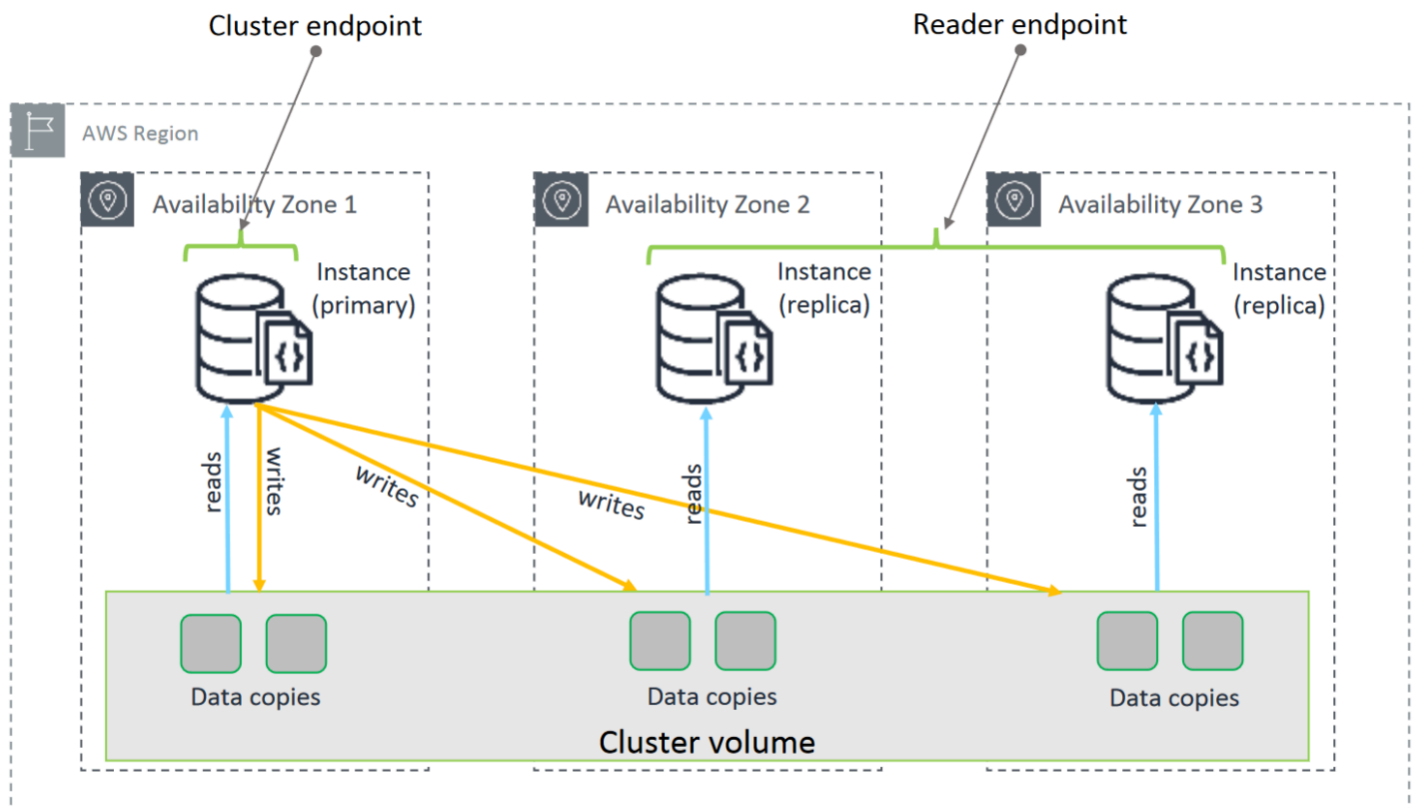 Cluster endpoint
Reader endpoint
AWS Region
Availability Zone 1
Availability Zone 2
Availability Zone 3
Instance
(primary)
Instance
(replica)
Instance
(replica)
{}
{}
{}
reads
writes
writes
writes
reads
reads
Data copies
Data copies
Data copies
Cluster volume